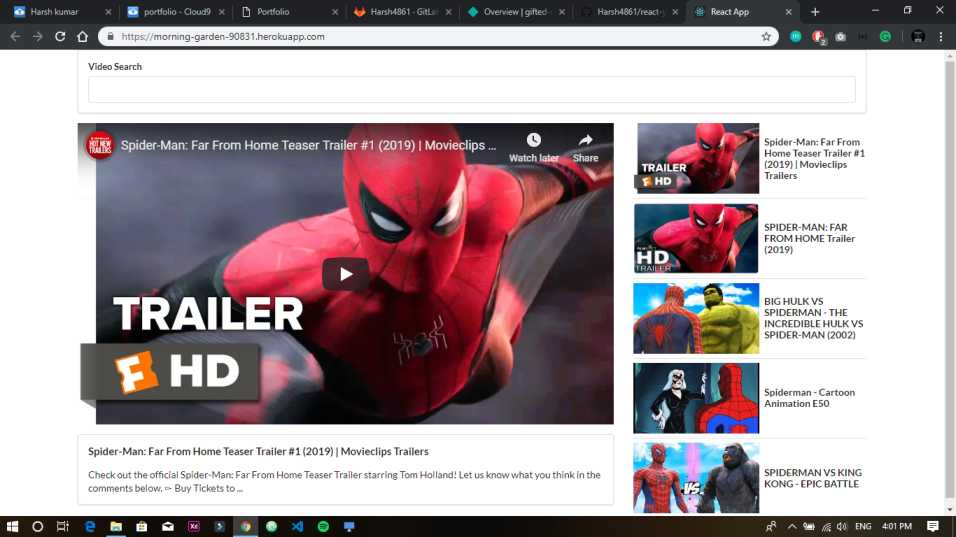 Harsh kumar
portfolio - Cloud9
Portfolio
Harsh4861 - GitLab
Overview | gifted-
Harsh4861/react-
React App
https://morning-garden-90831.herokuapp.com
2
Video Search
HOT NEW
TRAILERS
Spider-Man: Far From Home Teaser Trailer #1 (2019) | Movieclips ...
Watch later
Share
TRAILER
F HD
Spider-Man: Far From Home Teaser Trailer #1 (2019) | Movieclips Trailers
Check out the official Spider-Man: Far From Home Teaser Trailer starring Tom Holland! Let us know what you think in the
comments below. ► Buy Tickets to ...
TRAILER
F HD
Spider-Man: Far From
Home Teaser Trailer #1
(2019) | Movieclips
Trailers
HD
TRAILER
SPIDER-MAN: FAR
FROM HOME Trailer
(2019)
BIG HULK VS
SPIDERMAN - THE
INCREDIBLE HULK VS
SPIDER-MAN (2002)
Spiderman - Cartoon
Animation E50
VS
SPIDERMAN VS KING
KONG - EPIC BATTLE
Xd
ENG
4:01 PM